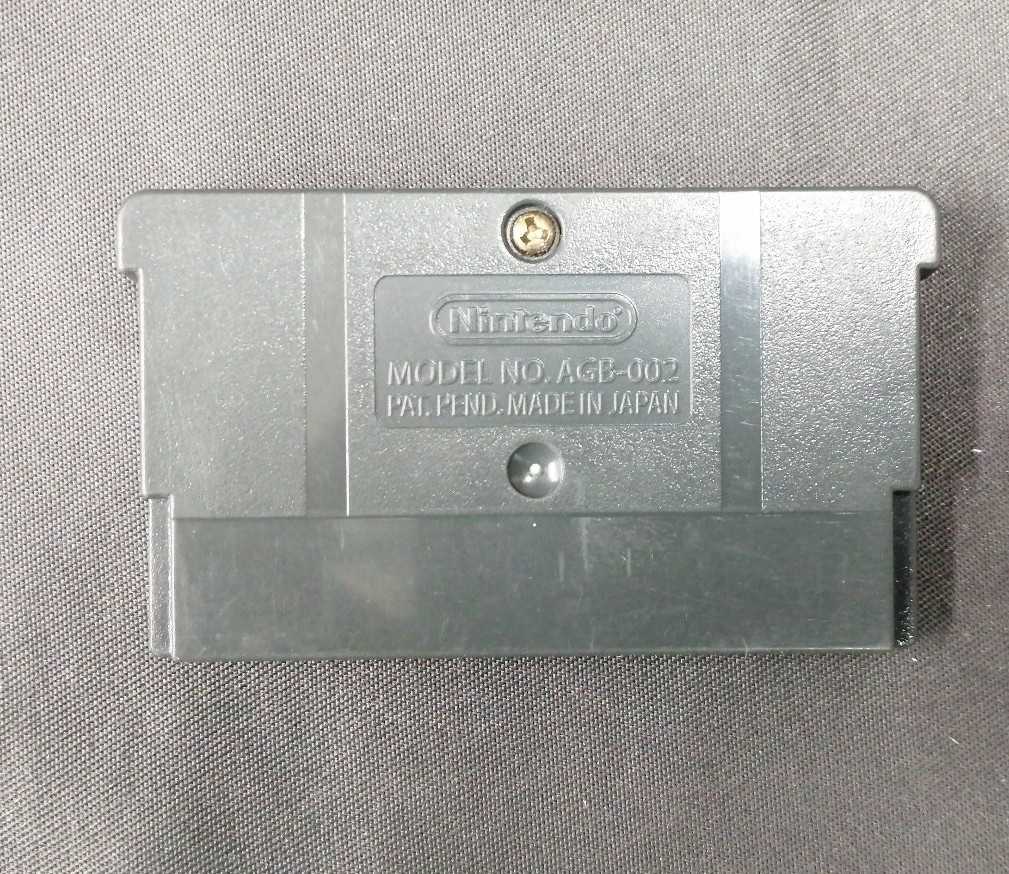 Nintendo®
MODEL NO. AGB-002
PAT. PEND. MADE IN JAPAN